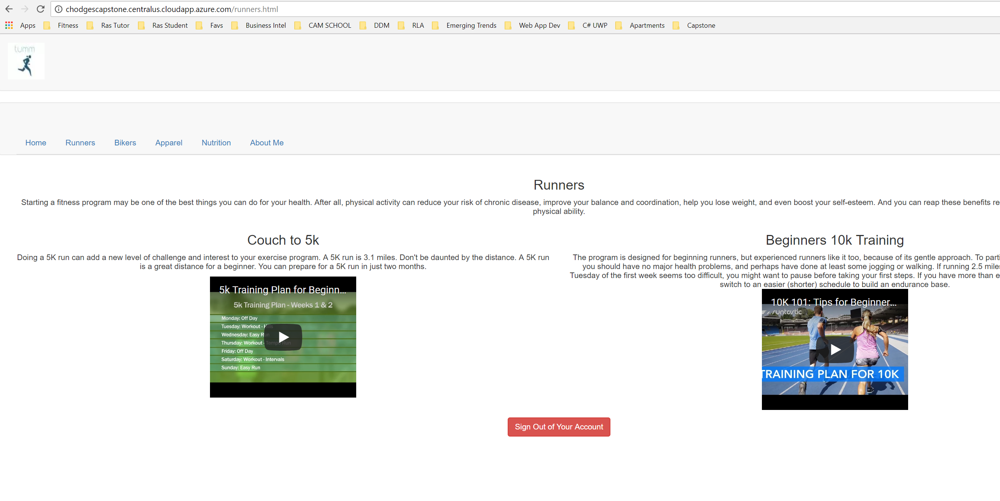 chodgescapstone.centralus.cloudapp.azure.com/runners.html
Apps Fitness Ras Tutor Ras Student Favs Business Intel CAM SCHOOL DDM RLA Emerging Trends Web App Dev C# UWP Apartments Capstone
tumm
Home Runners Bikers Apparel Nutrition About Me
Runners
Starting a fitness program may be one of the best things you can do for your health. After all, physical activity can reduce your risk of chronic disease, improve your balance and coordination, help you lose weight, and even boost your self-esteem. And you can reap these benefits re
physical ability.
Couch to 5k
Doing a 5K run can add a new level of challenge and interest to your exercise program. A 5K run is 3.1 miles. Don't be daunted by the distance. A 5K run
is a great distance for a beginner. You can prepare for a 5K run in just two months.
5k Training Plan for Beginn...
5k Training Plan - Weeks 1 & 2
Monday: Off Day
Tuesday: Workout - Hills
Wednesday: Easy Run
Thursday: Workout - Tempo Run
Friday: Off Day
Saturday: Workout - Intervals
Sunday: Easy Run
Beginners 10k Training
The program is designed for beginning runners, but experienced runners like it too, because of its gentle approach. To parti
you should have no major health problems, and perhaps have done at least some jogging or walking. If running 2.5 miles
Tuesday of the first week seems too difficult, you might want to pause before taking your first steps. If you have more than e
switch to an easier (shorter) schedule to build an endurance base.
10K 101: Tips for Beginner...
runtastic
TRAINING PLAN FOR 10K
Sign Out of Your Account